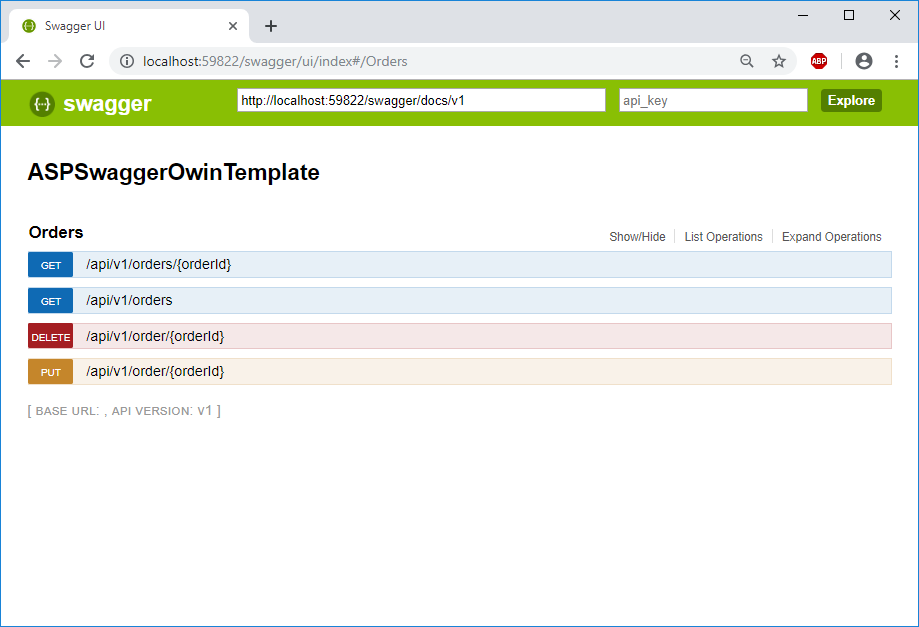 Swagger UI
localhost:59822/swagger/ui/index#/Orders
ABP
{···} swagger
http://localhost:59822/swagger/docs/v1
api_key
Explore
ASPSwaggerOwinTemplate
Orders
Show/Hide
List Operations
Expand Operations
GET /api/v1/orders/{orderId}
GET /api/v1/orders
DELETE /api/v1/order/{orderId}
PUT /api/v1/order/{orderId}
[ BASE URL: , API VERSION: V1 ]